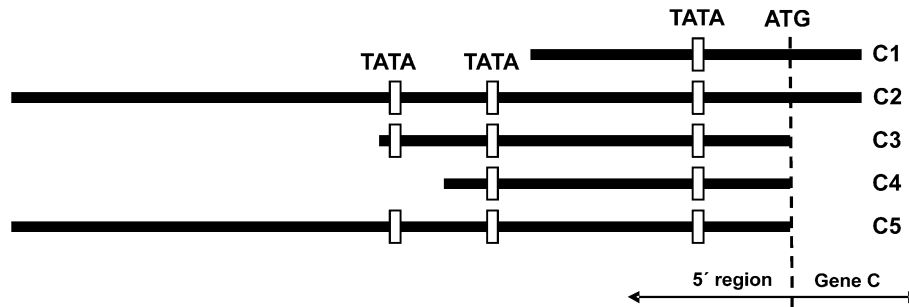 TATA ATG
C1
TATA TATA
C2
C3
C4
C5
5´ region Gene C